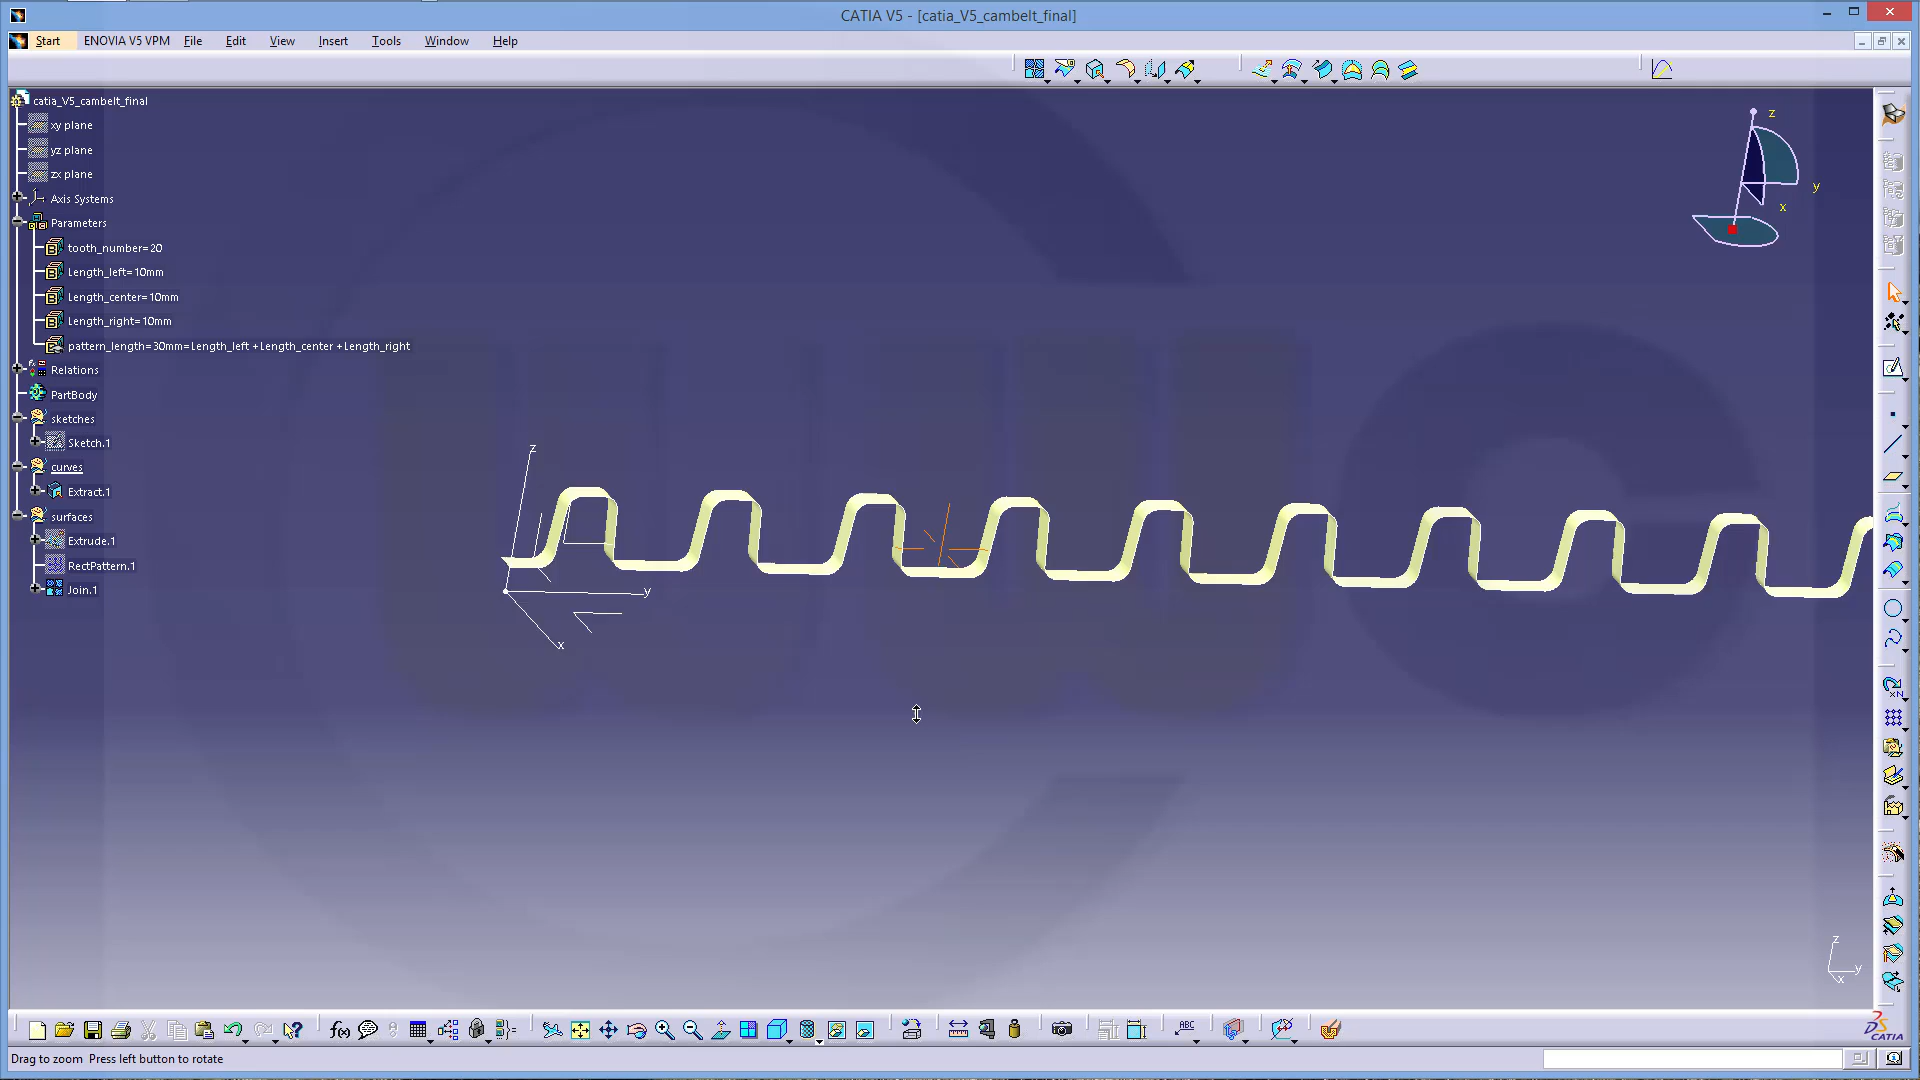 CATIA V5 - [catia_V5_cambelt_final]
Start ENOVIA V5 VPM File Edit View Insert Tools Window Help
catia_V5_cambelt_final
xy plane
yz plane
zx plane
Axis Systems
Parameters
tooth_number=20
Length_left=10mm
Length_center=10mm
Length_right=10mm
pattern_length=30mm=Length_left +Length_center +Length_right
Relations
PartBody
sketches
Sketch.1
curves
Extract.1
surfaces
Extrude.1
RectPattern.1
Join.1
z
y
x
z
y
x
z
y
x
f(x)
ABC
CATIA
Drag to zoom Press left button to rotate